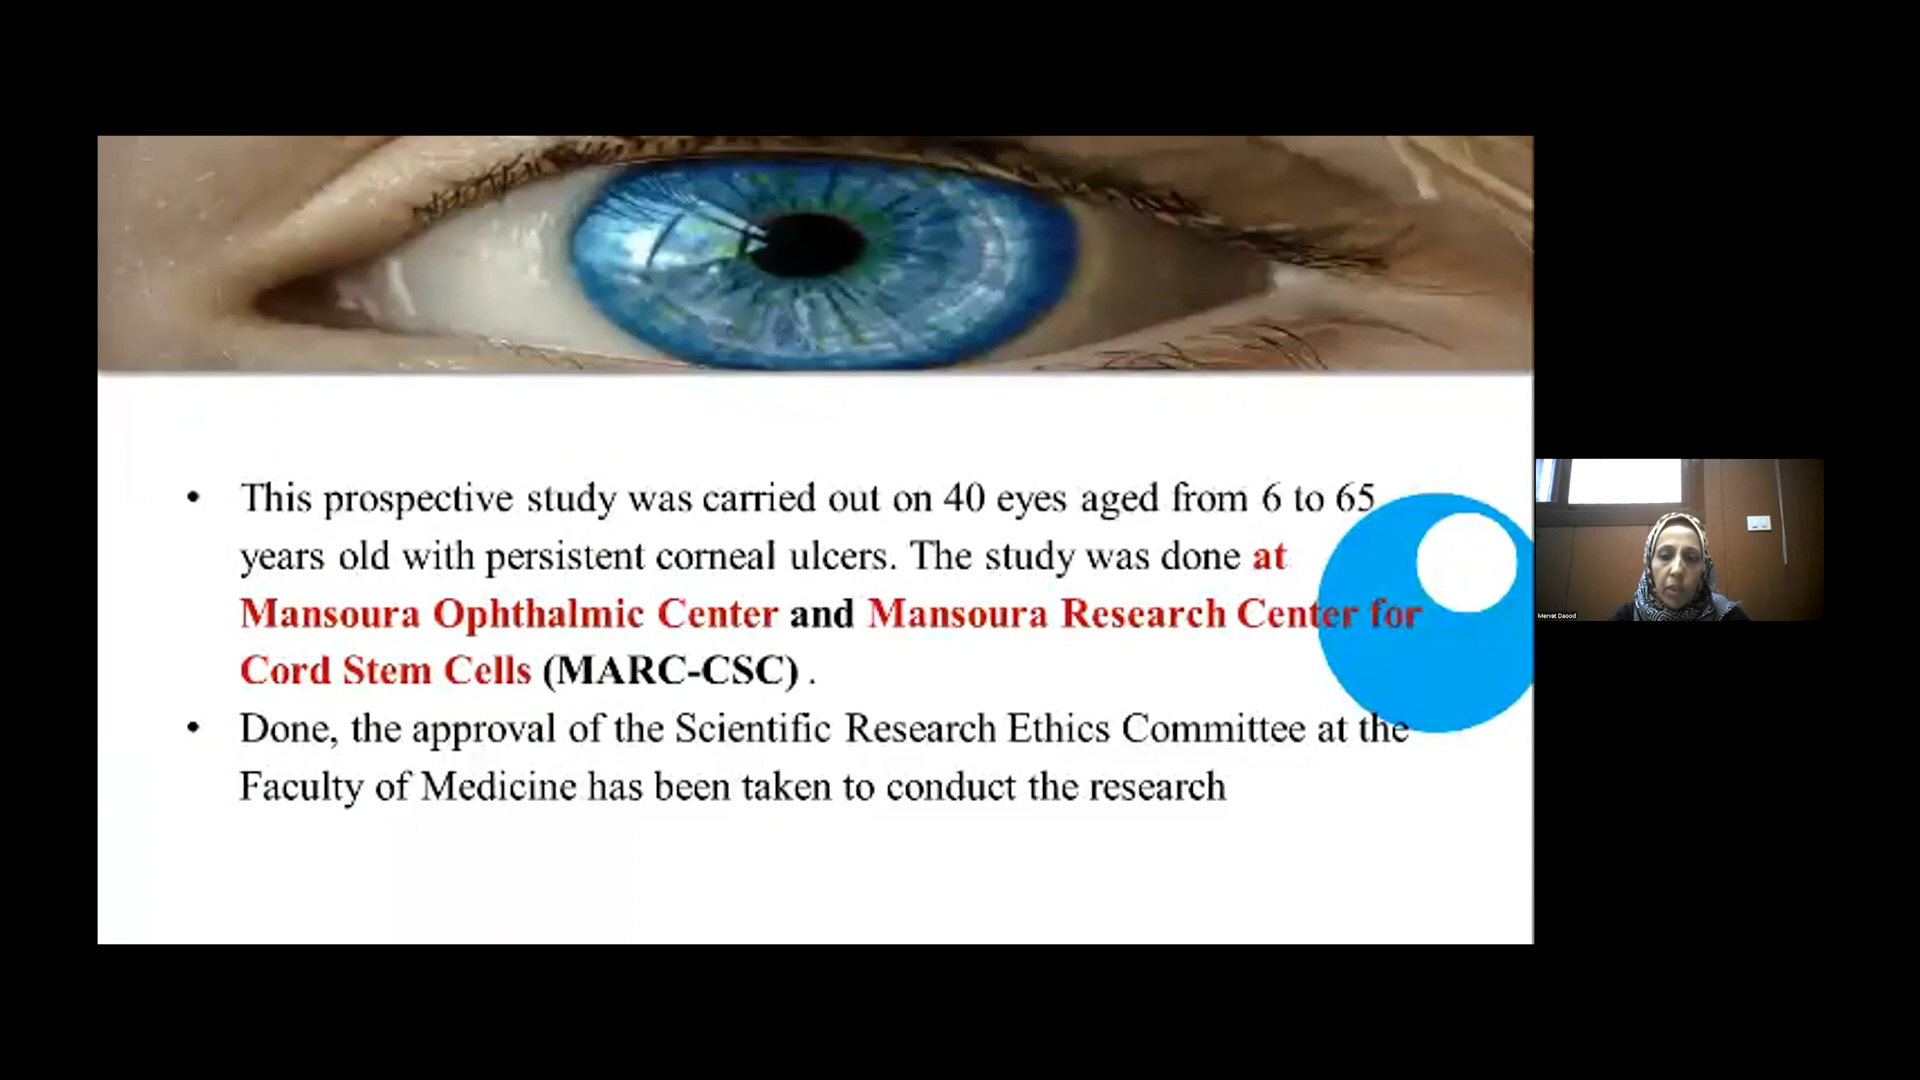 • This prospective study was carried out on 40 eyes aged from 6 to 65
years old with persistent corneal ulcers. The study was done at
Mansoura Ophthalmic Center and Mansoura Research Center for
Cord Stem Cells (MARC-CSC) .
• Done, the approval of the Scientific Research Ethics Committee at the
Faculty of Medicine has been taken to conduct the research
Mervat Daood